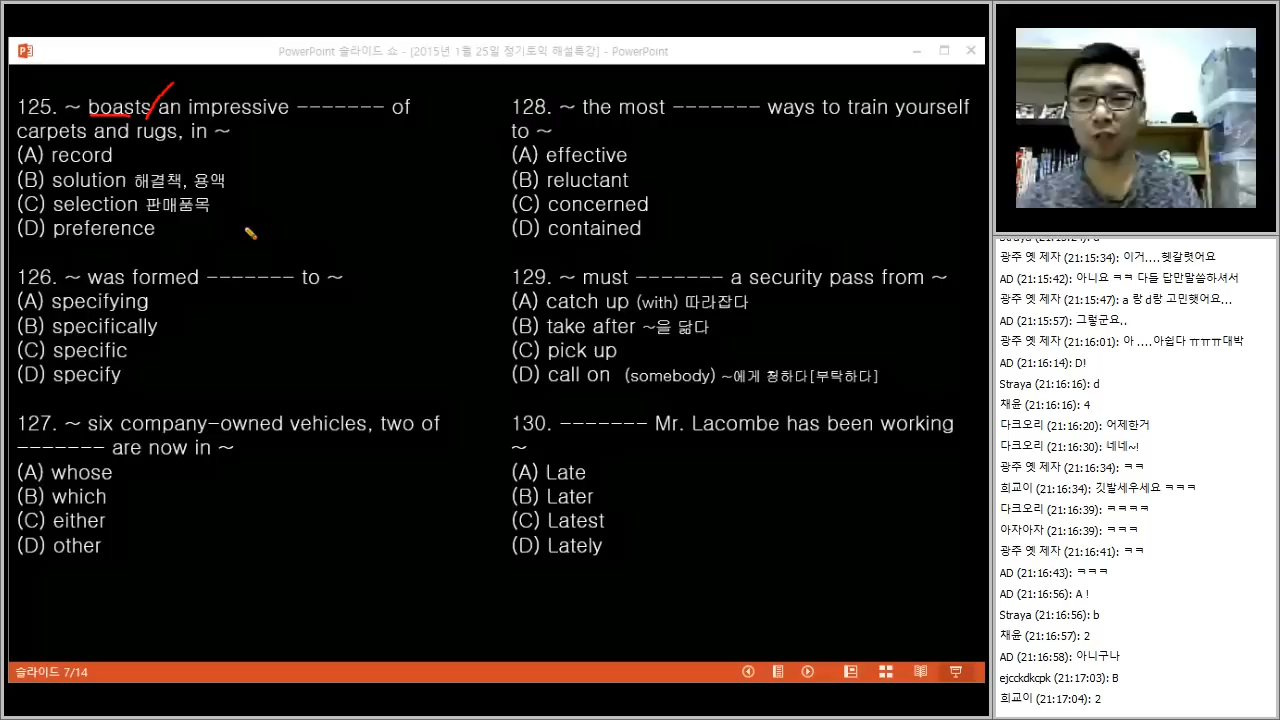 PowerPoint 슬라이드 쇼 - [2015년 1월 25일 정기토익 해설특강] - PowerPoint
125. ~ boasts an impressive ------- of
carpets and rugs, in ~
(A) record
(B) solution 해결책, 용액
(C) selection 판매품목
(D) preference
126. ~ was formed ------- to ~
(A) specifying
(B) specifically
(C) specific
(D) specify
127. ~ six company-owned vehicles, two of
------- are now in ~
(A) whose
(B) which
(C) either
(D) other
128. ~ the most ------- ways to train yourself
to ~
(A) effective
(B) reluctant
(C) concerned
(D) contained
129. ~ must ------- a security pass from ~
(A) catch up (with) 따라잡다
(B) take after ~을 닮다
(C) pick up
(D) call on (somebody) ~에게 청하다[부탁하다]
130. ------- Mr. Lacombe has been working
~
(A) Late
(B) Later
(C) Latest
(D) Lately
슬라이드 7/14
광주 옛 제자 (21:15:34): 이거....헷갈렷어요
AD (21:15:42): 아니요 ㅋㅋ 다들 답만말씀하셔서
광주 옛 제자 (21:15:47): a 랑 d랑 고민햇어요...
AD (21:15:57): 그렇군요..
광주 옛 제자 (21:16:01): 아 ....아쉽다 ㅠㅠㅠ대박
AD (21:16:14): D!
Straya (21:16:16): d
채윤 (21:16:16): 4
다크오리 (21:16:20): 어제한거
다크오리 (21:16:30): 네네~!
광주 옛 제자 (21:16:34): ㅋㅋ
희교이 (21:16:34): 깃발세우세요 ㅋㅋㅋ
다크오리 (21:16:39): ㅋㅋㅋㅋ
아자아자 (21:16:39): ㅋㅋㅋ
광주 옛 제자 (21:16:41): ㅋㅋ
AD (21:16:43): ㅋㅋㅋ
AD (21:16:56): A !
Straya (21:16:56): b
채윤 (21:16:57): 2
AD (21:16:58): 아니구나
ejcckdkcpk (21:17:03): B
희교이 (21:17:04): 2